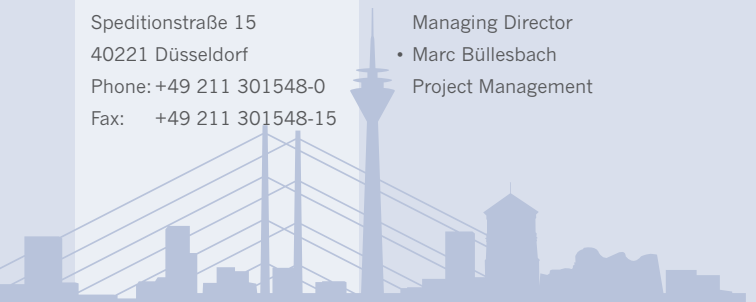 Speditionstraße 15
40221 Düsseldorf
Phone: +49 211 301548-0
Fax: +49 211 301548-15
Managing Director
• Marc Büllesbach
Project Management